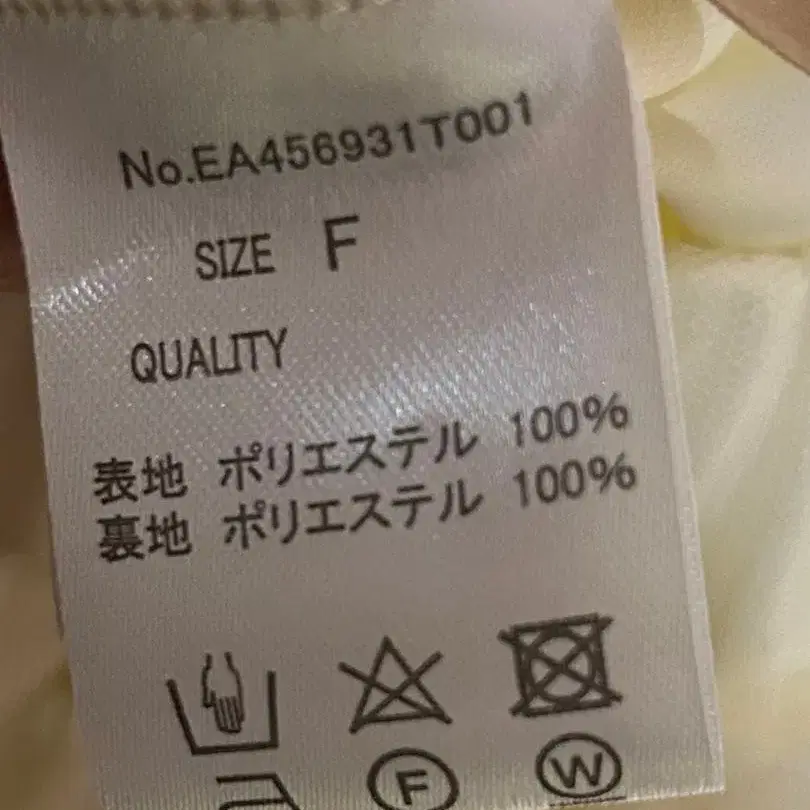 No.EA456931T001
SIZE F
QUALITY
表地 ポリエステル 100%
裏地 ポリエステル 100%
F W